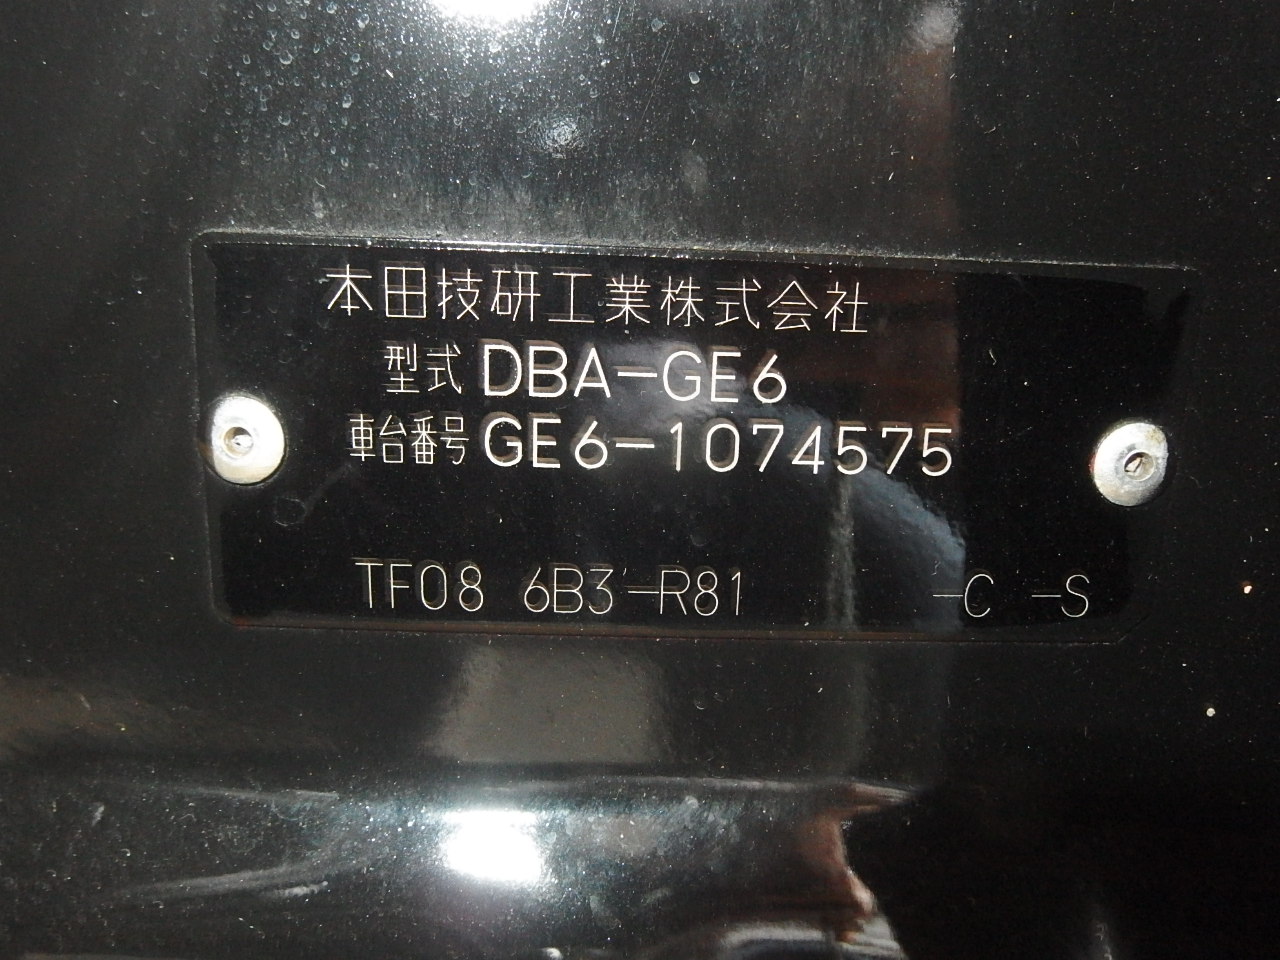 本田技研工業株式会社
型式 DBA-GE6
車台番号 GE6-1074575
TF08 6B3-R81 -C -S